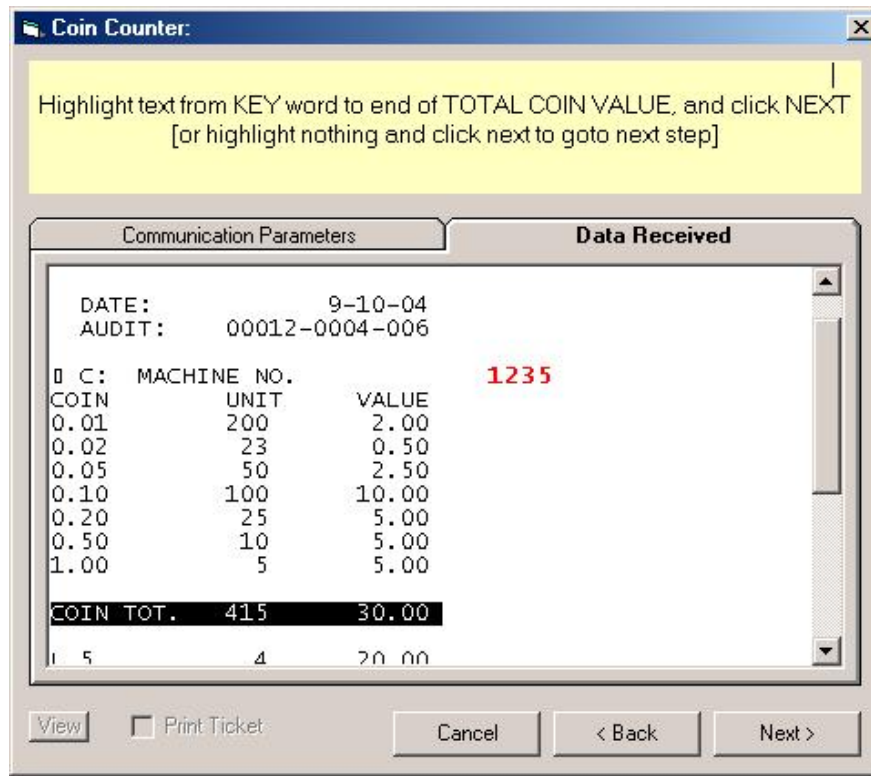 Coin Counter:
Highlight text from KEY word to end of TOTAL COIN VALUE, and click NEXT
[or highlight nothing and click next to goto next step]
Communication Parameters Data Received
DATE: 9-10-04
AUDIT: 00012-0004-006
C: MACHINE NO. 1235
COIN UNIT VALUE
0.01 200 2.00
0.02 23 0.50
0.05 50 2.50
0.10 100 10.00
0.20 25 5.00
0.50 10 5.00
1.00 5 5.00
COIN TOT. 415 30.00
5 4 20.00
View Print Ticket Cancel < Back Next >